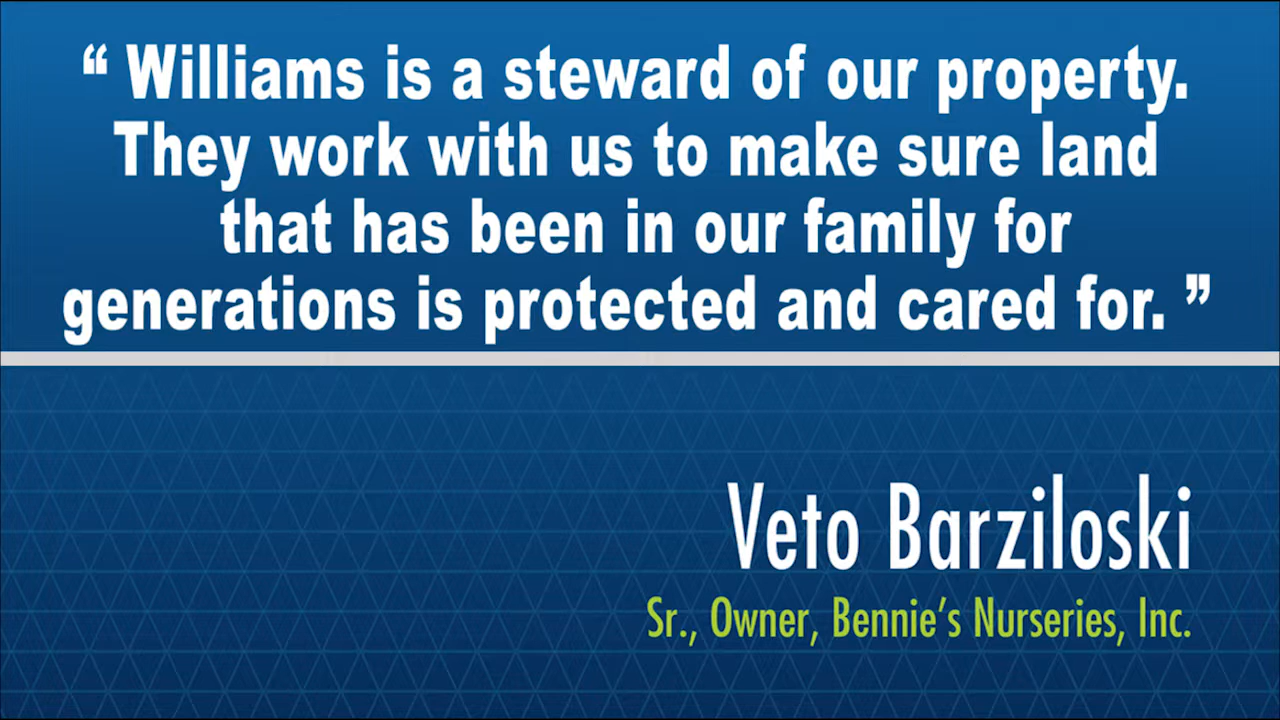 “ Williams is a steward of our property.
They work with us to make sure land
that has been in our family for
generations is protected and cared for. ”
Veto Barziloski
Sr., Owner, Bennie’s Nurseries, Inc.